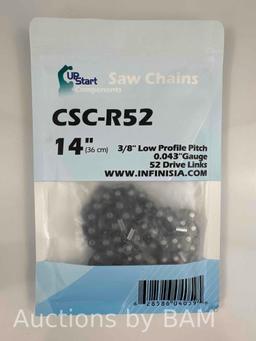 UpStart
Components
Saw Chains
CSC-R52
14" (36 cm)
3/8" Low Profile Pitch
0.043"Gauge
52 Drive Links
WWW.INFINISIA.COM
Auctions by BAM